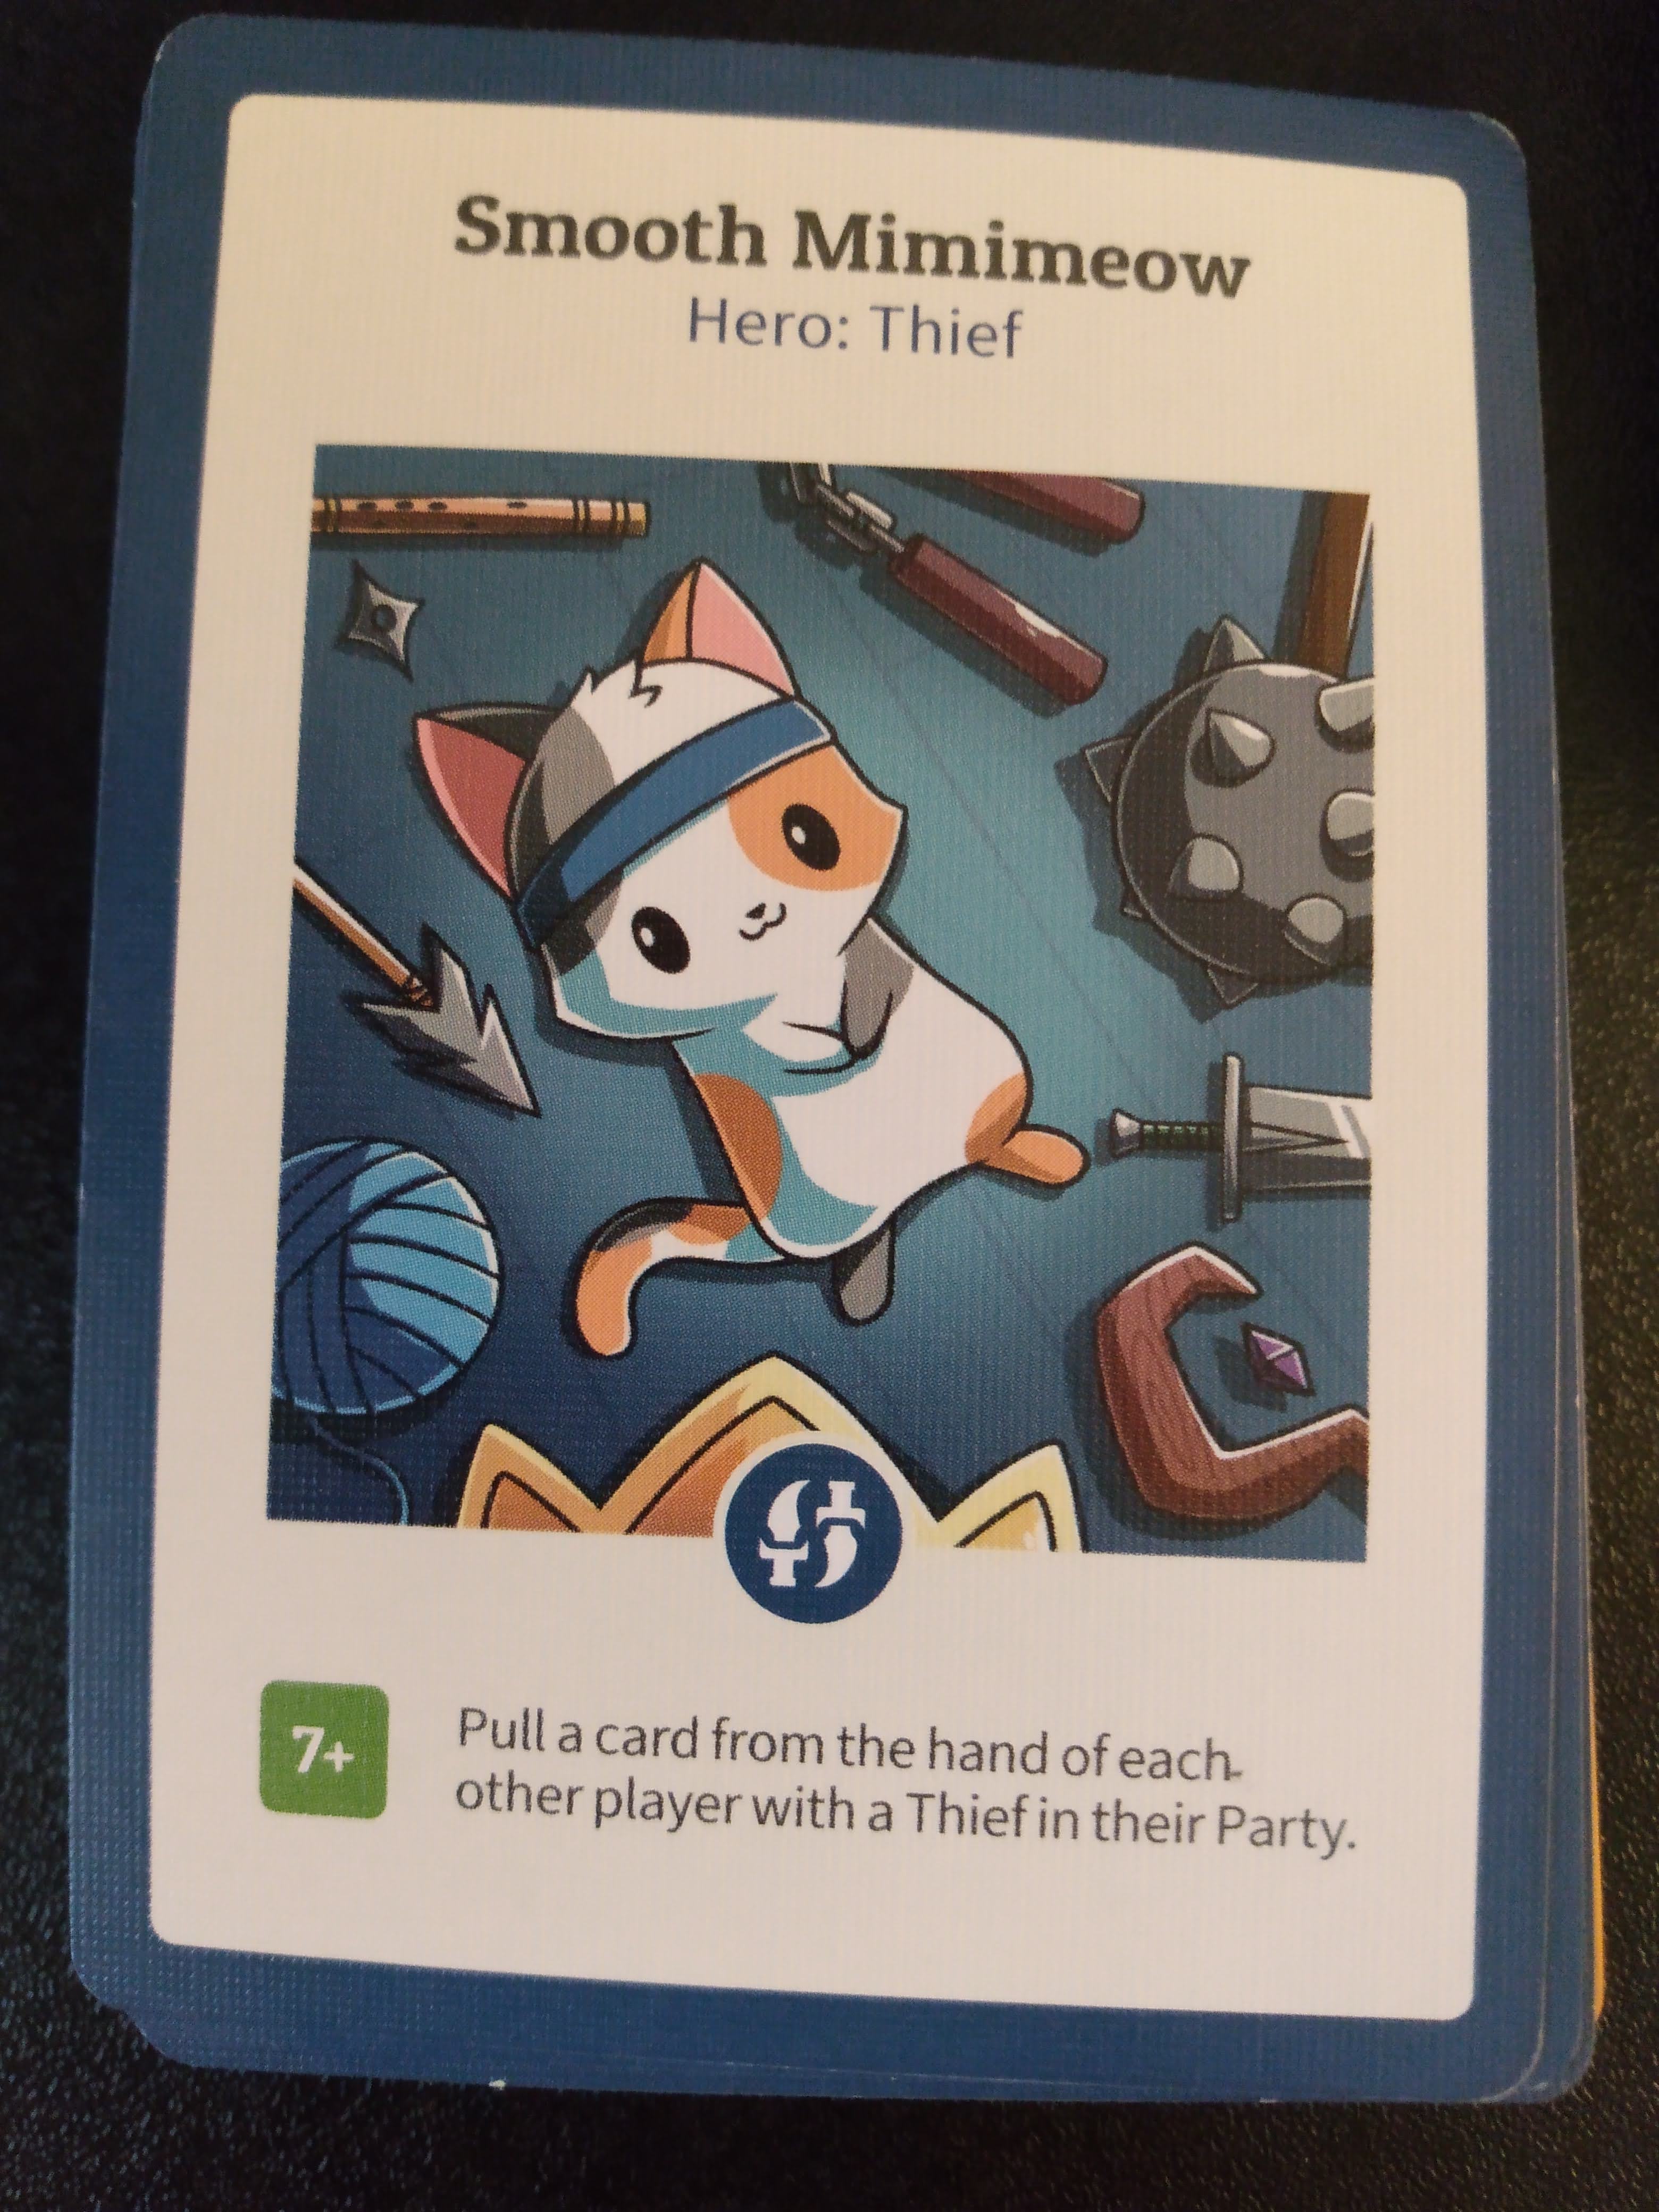 Smooth Mimimeow
Hero: Thief
7+
Pull a card from the hand of each
other player with a Thief in their Party.